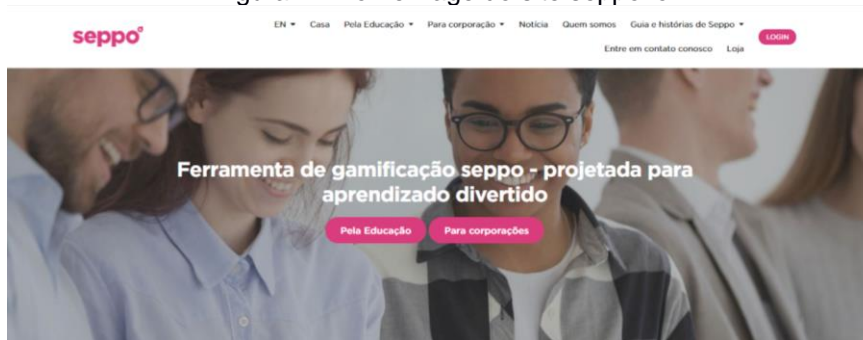 seppo
EN Casa Pela Educação Para corporação Notícia Quem somos Guia e histórias de Seppo
LOGIN
Entre em contato conosco Loja
Ferramenta de gamificação seppo - projetada para
aprendizado divertido
Pela Educação Para corporações